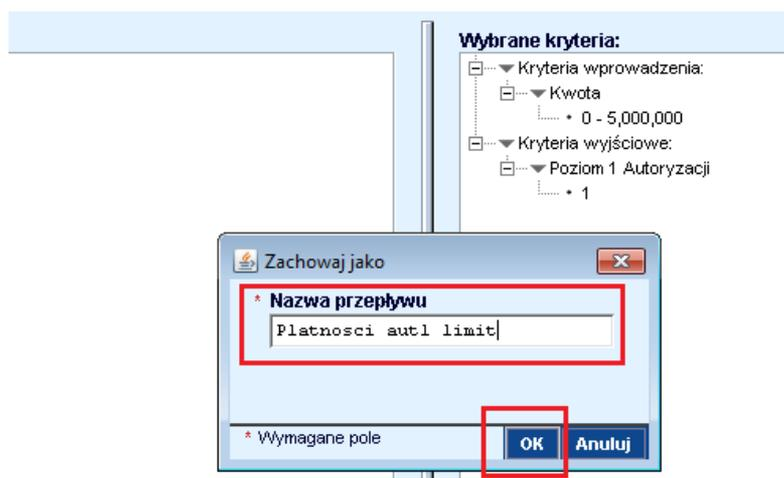 Wybrane kryteria:
Kryteria wprowadzenia:
Kwota
0 - 5,000,000
Kryteria wyjściowe:
Poziom 1 Autoryzacji
1
Zachowaj jako
* Nazwa przepływu
Platnosci aut1 limit
* Wymagane pole
OK Anuluj